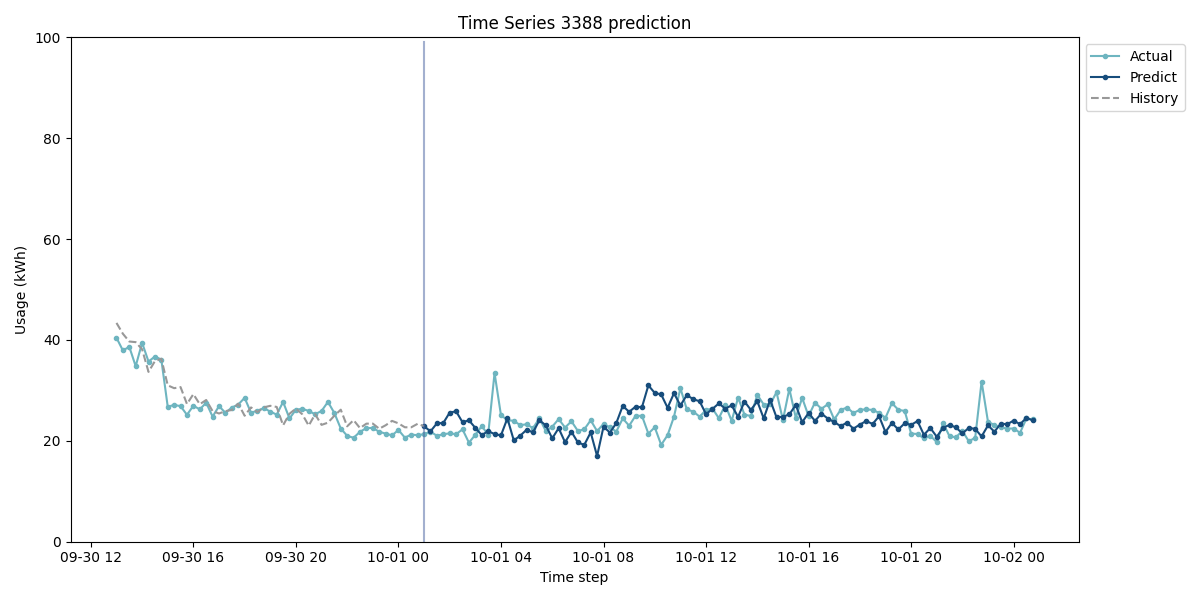 Time Series 3388 prediction
Usage (kWh)
100
80
60
40
20
0
09-30 12
09-30 16
09-30 20
10-01 00
10-01 04
10-01 08
10-01 12
10-01 16
10-01 20
10-02 00
Time step
Actual
Predict
History